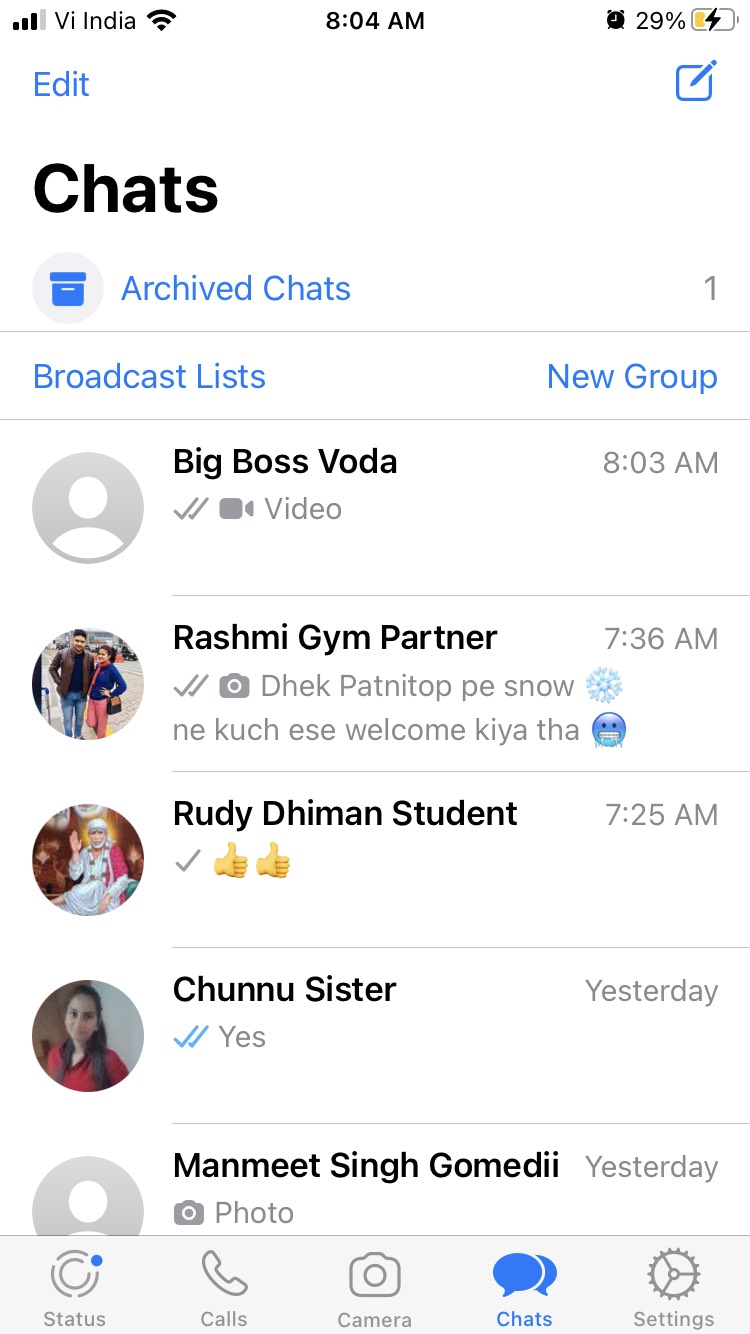 Vi India 8:04 AM 29%
Edit
Chats
Archived Chats 1
Broadcast Lists New Group
Big Boss Voda 8:03 AM
Video
Rashmi Gym Partner 7:36 AM
Dhek Patnitop pe snow ❄️
ne kuch ese welcome kiya tha 🥶
Rudy Dhiman Student 7:25 AM
👍👍
Chunnu Sister Yesterday
Yes
Manmeet Singh Gomedii Yesterday
Photo
Status Calls Camera Chats Settings